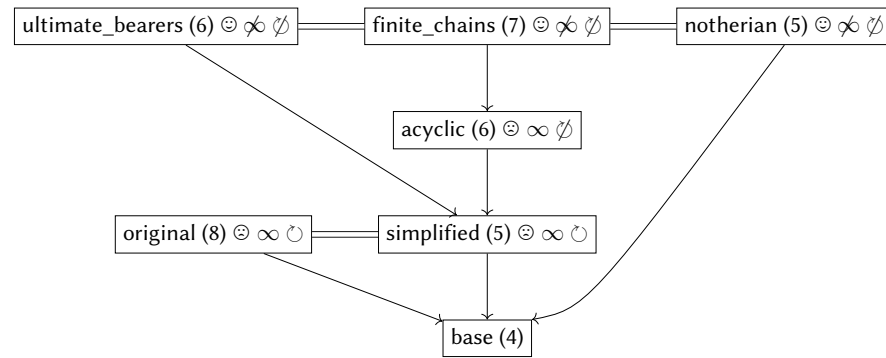 ultimate_bearers (6) ☺ ∞̸ ↻̸
finite_chains (7) ☺ ∞̸ ↻̸
notherian (5) ☺ ∞̸ ↻̸
acyclic (6) ☹ ∞ ↻̸
original (8) ☹ ∞ ↻
simplified (5) ☹ ∞ ↻
base (4)